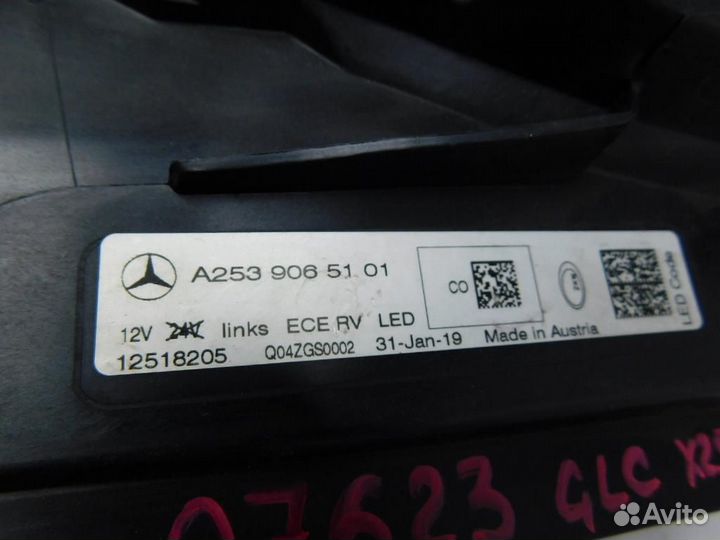 A253 906 51 01
CO
LED Code
12V 24V links ECE RV LED
12518205 Q04ZGS0002 31-Jan-19 Made in Austria
07623 GLC
Avito